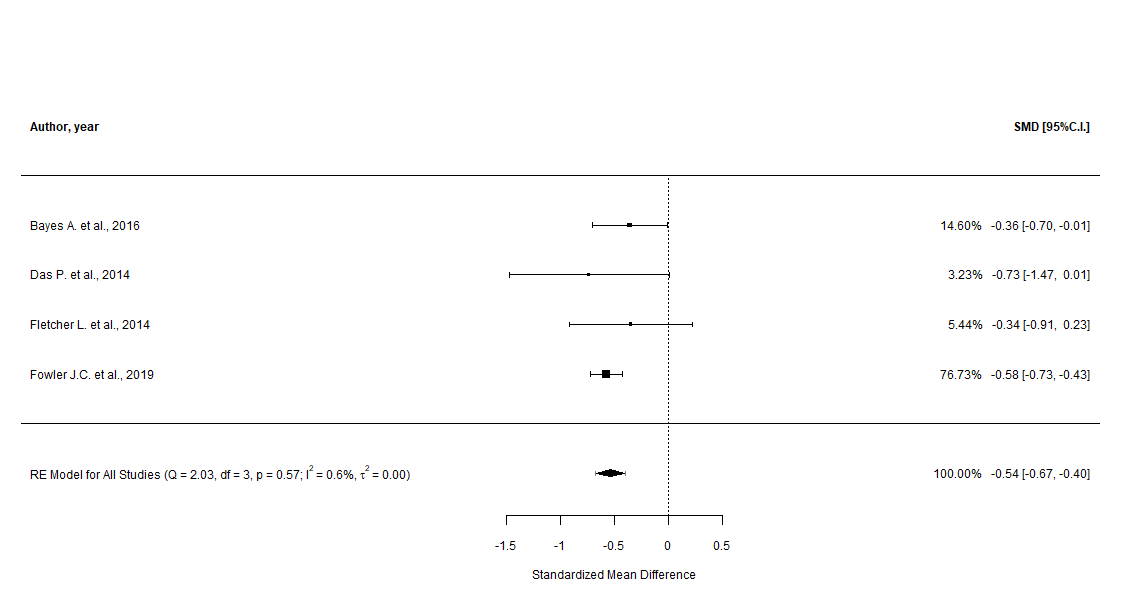 Author, year SMD [95%C.I.]
Bayes A. et al., 2016 14.60% -0.36 [-0.70, -0.01]
Das P. et al., 2014 3.23% -0.73 [-1.47, 0.01]
Fletcher L. et al., 2014 5.44% -0.34 [-0.91, 0.23]
Fowler J.C. et al., 2019 76.73% -0.58 [-0.73, -0.43]
RE Model for All Studies (Q = 2.03, df = 3, p = 0.57; I² = 0.6%, τ² = 0.00) 100.00% -0.54 [-0.67, -0.40]
-1.5 -1 -0.5 0 0.5
Standardized Mean Difference